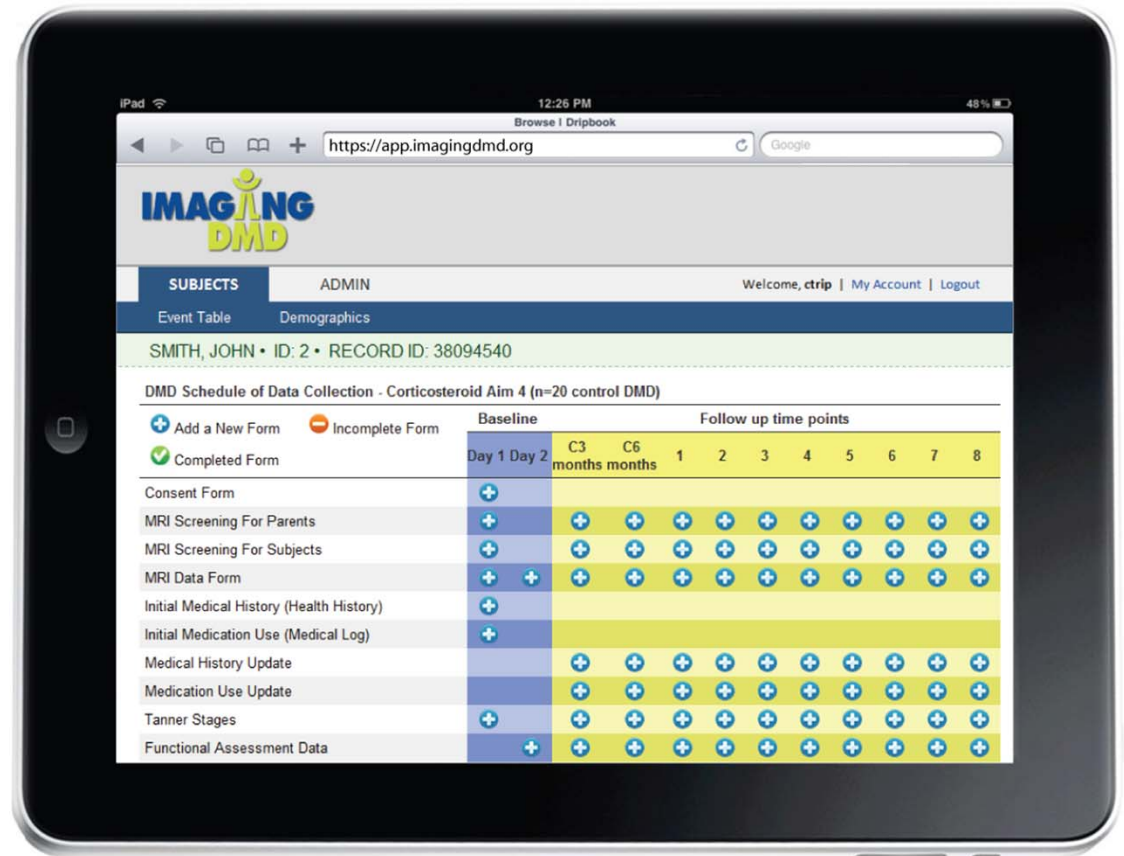 iPad 12:26 PM 48%
Browse | Dripbook
https://app.imagingdmd.org Google
IMAGING
DMD
SUBJECTS ADMIN Welcome, ctrip | My Account | Logout
Event Table Demographics
SMITH, JOHN • ID: 2 • RECORD ID: 38094540
DMD Schedule of Data Collection - Corticosteroid Aim 4 (n=20 control DMD)
Add a New Form Incomplete Form Baseline Follow up time points
Completed Form Day 1 Day 2 C3 months C6 months 1 2 3 4 5 6 7 8
Consent Form
MRI Screening For Parents
MRI Screening For Subjects
MRI Data Form
Initial Medical History (Health History)
Initial Medication Use (Medical Log)
Medical History Update
Medication Use Update
Tanner Stages
Functional Assessment Data